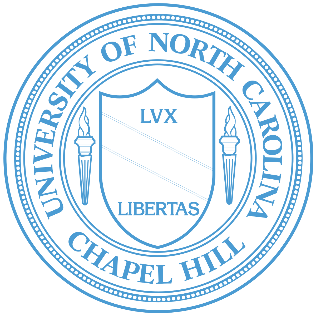 UNIVERSITY OF NORTH CAROLINA
LVX
LIBERTAS
CHAPEL HILL